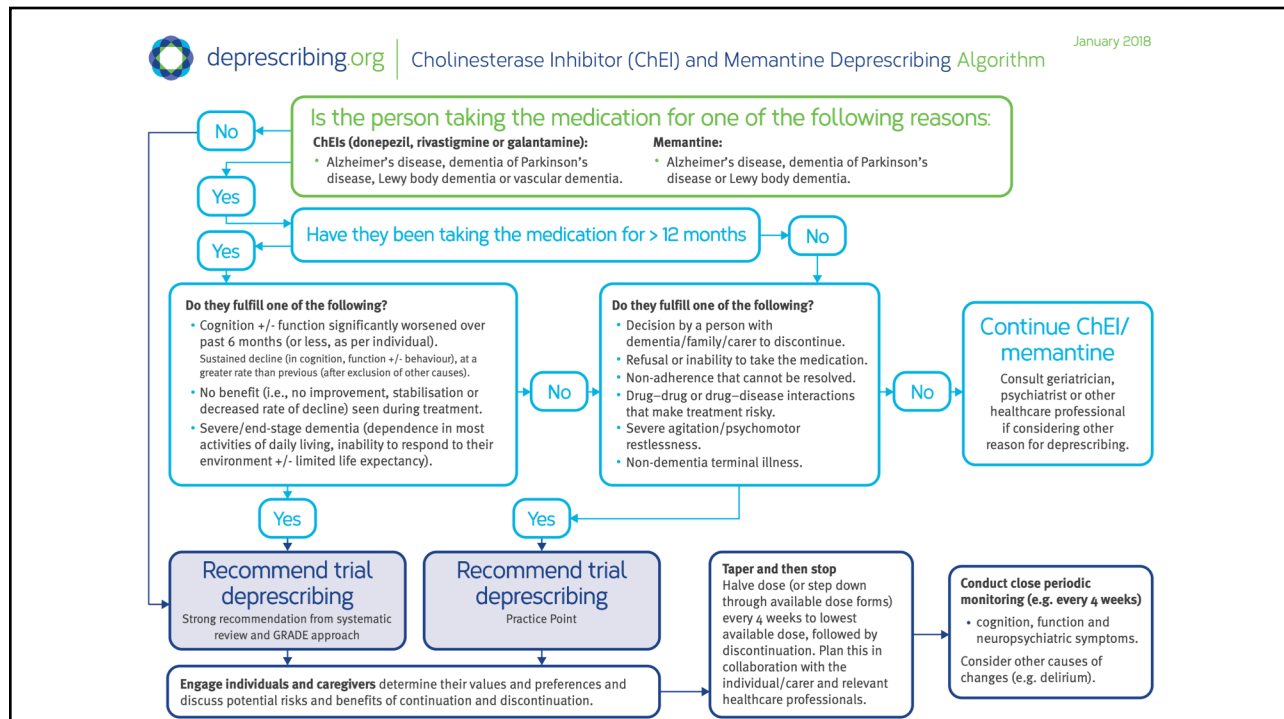 January 2018
deprescribing.org
Cholinesterase Inhibitor (ChEI) and Memantine Deprescribing Algorithm
Is the person taking the medication for one of the following reasons:
ChEIs (donepezil, rivastigmine or galantamine):
• Alzheimer's disease, dementia of Parkinson's
disease, Lewy body dementia or vascular dementia.
Memantine:
• Alzheimer's disease, dementia of Parkinson's
disease or Lewy body dementia.
No
Yes
Have they been taking the medication for > 12 months
Yes
No
Do they fulfill one of the following?
• Cognition +/- function significantly worsened over
past 6 months (or less, as per individual).
Sustained decline (in cognition, function +/- behaviour), at a
greater rate than previous (after exclusion of other causes).
• No benefit (i.e., no improvement, stabilisation or
decreased rate of decline) seen during treatment.
• Severe/end-stage dementia (dependence in most
activities of daily living, inability to respond to their
environment +/- limited life expectancy).
No
Do they fulfill one of the following?
• Decision by a person with
dementia/family/carer to discontinue.
• Refusal or inability to take the medication.
• Non-adherence that cannot be resolved.
• Drug–drug or drug–disease interactions
that make treatment risky.
• Severe agitation/psychomotor
restlessness.
• Non-dementia terminal illness.
No
Continue ChEI/
memantine
Consult geriatrician,
psychiatrist or other
healthcare professional
if considering other
reason for deprescribing.
Yes
Yes
Recommend trial
deprescribing
Strong recommendation from systematic
review and GRADE approach
Recommend trial
deprescribing
Practice Point
Engage individuals and caregivers determine their values and preferences and
discuss potential risks and benefits of continuation and discontinuation.
Taper and then stop
Halve dose (or step down
through available dose forms)
every 4 weeks to lowest
available dose, followed by
discontinuation. Plan this in
collaboration with the
individual/carer and relevant
healthcare professionals.
Conduct close periodic
monitoring (e.g. every 4 weeks)
• cognition, function and
neuropsychiatric symptoms.
Consider other causes of
changes (e.g. delirium).